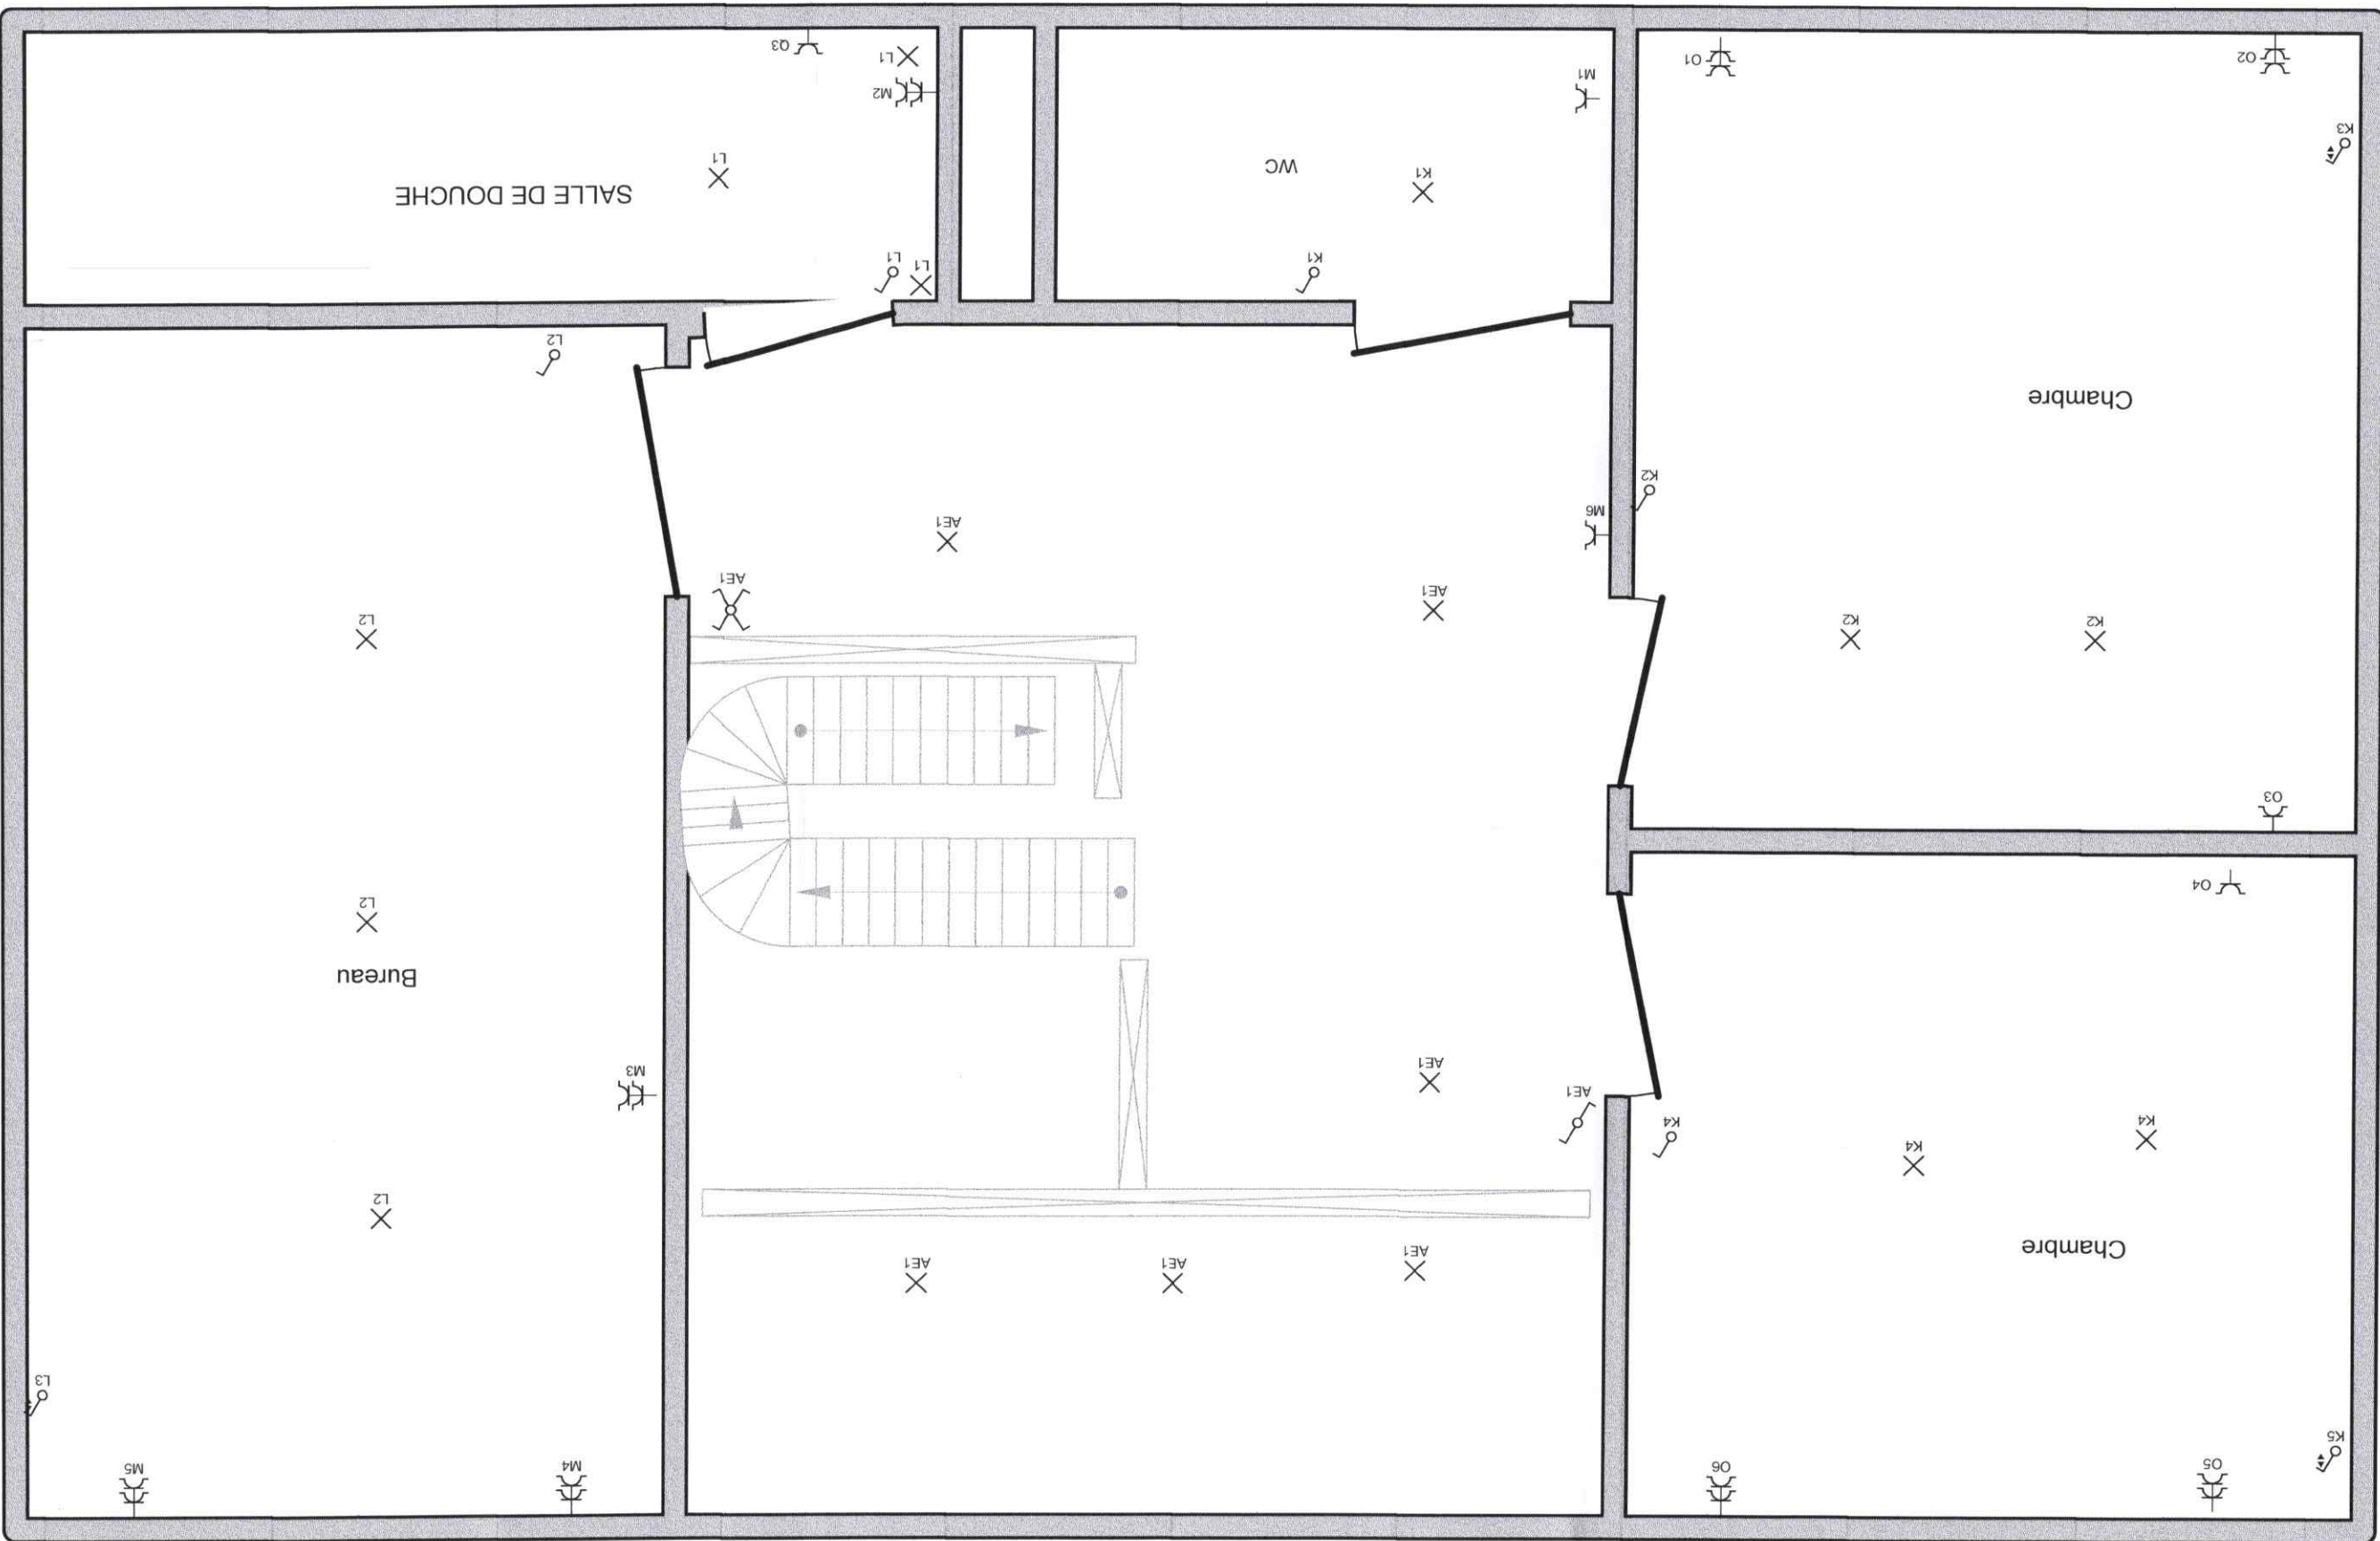 O5
O6
M4
M5
K5
L3
AE1
AE1
AE1
Chambre
L2
K4
K4
K4
AE1
AE1
M3
Bureau
L2
O4
O3
K2
K2
AE1
L2
AE1
AE1
M6
K2
Chambre
L2
K1
L1
L1
SALLE DE DOUCHE
K1
WC
L1
K3
M2
M1
O2
O1
L1
Q3